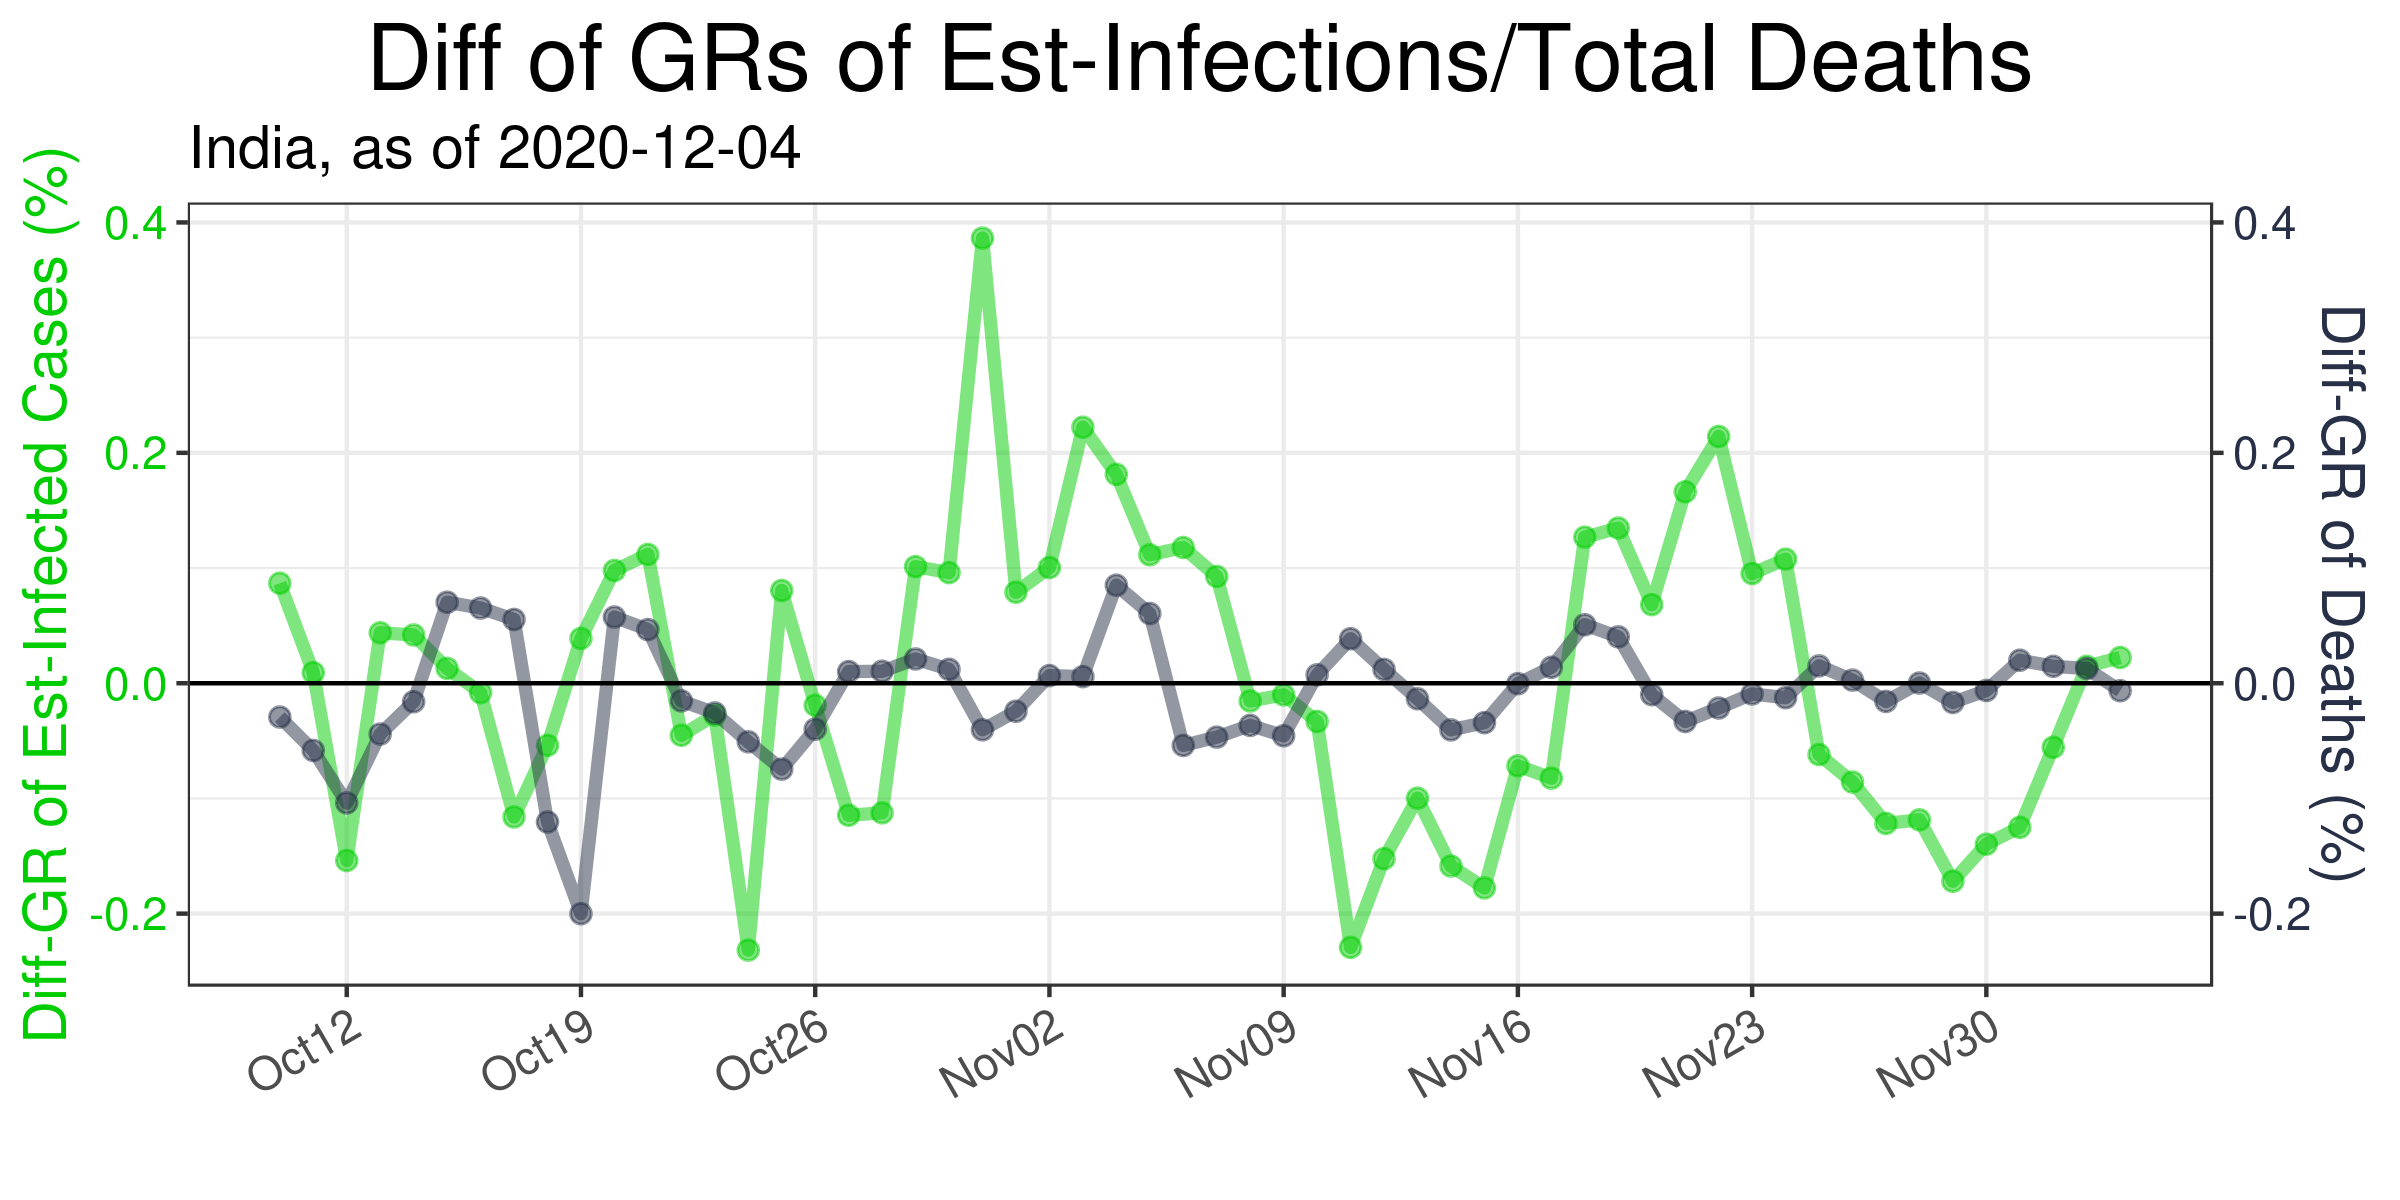 Diff of GRs of Est-Infections/Total Deaths
India, as of 2020-12-04
Diff-GR of Est-Infected Cases (%)
0.4
0.2
0.0
-0.2
0.4
0.2
0.0
-0.2
Diff-GR of Deaths (%)
Oct12 Oct19 Oct26 Nov02 Nov09 Nov16 Nov23 Nov30